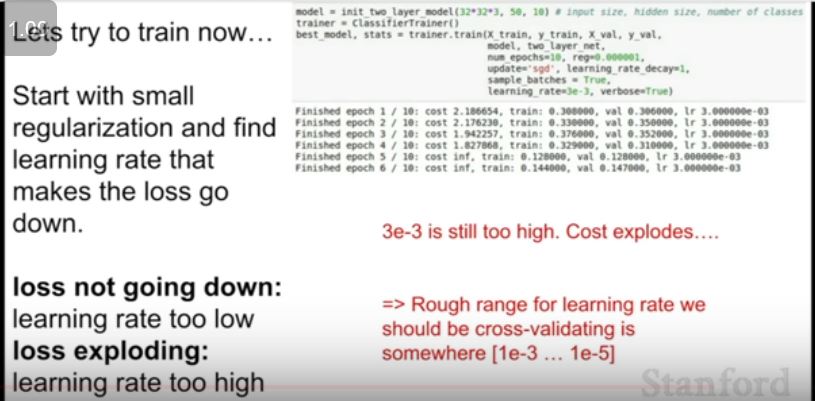 1.00
Lets try to train now…
Start with small
regularization and find
learning rate that
makes the loss go
down.
loss not going down:
learning rate too low
loss exploding:
learning rate too high
model = init_two_layer_model(32*32*3, 50, 10) # input size, hidden size, number of classes
trainer = ClassifierTrainer()
best_model, stats = trainer.train(X_train, y_train, X_val, y_val,
model, two_layer_net,
num_epochs=10, reg=0.000001,
update='sgd', learning_rate_decay=1,
sample_batches = True,
learning_rate=3e-3, verbose=True)
Finished epoch 1 / 10: cost 2.186654, train: 0.308000, val 0.306000, lr 3.000000e-03
Finished epoch 2 / 10: cost 2.176230, train: 0.330000, val 0.350000, lr 3.000000e-03
Finished epoch 3 / 10: cost 1.942257, train: 0.376000, val 0.352000, lr 3.000000e-03
Finished epoch 4 / 10: cost 1.827868, train: 0.329000, val 0.310000, lr 3.000000e-03
Finished epoch 5 / 10: cost inf, train: 0.128000, val 0.128000, lr 3.000000e-03
Finished epoch 6 / 10: cost inf, train: 0.144000, val 0.147000, lr 3.000000e-03
3e-3 is still too high. Cost explodes….
=> Rough range for learning rate we
should be cross-validating is
somewhere [1e-3 … 1e-5]
Stanford